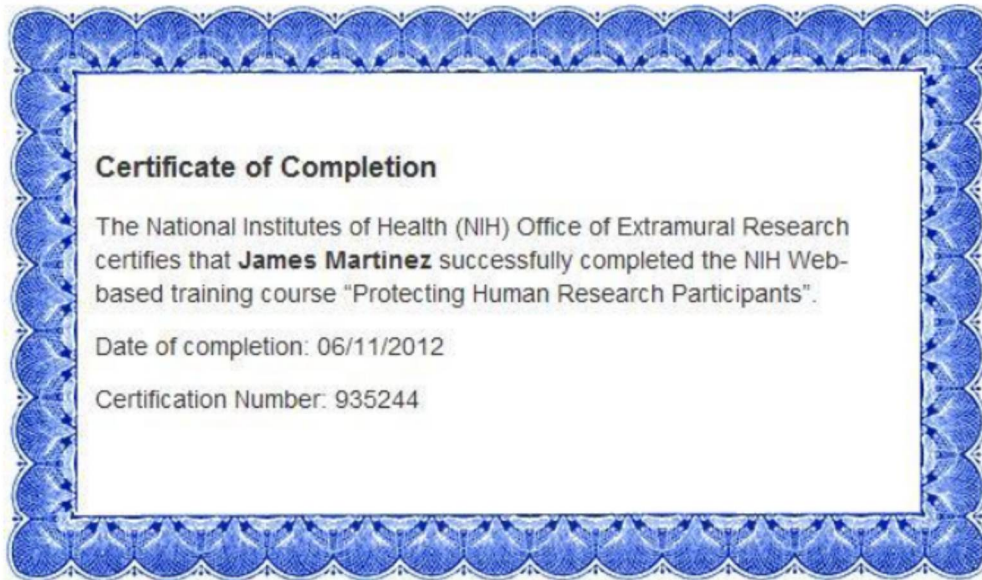 Certificate of Completion
The National Institutes of Health (NIH) Office of Extramural Research
certifies that James Martinez successfully completed the NIH Web-
based training course “Protecting Human Research Participants”.
Date of completion: 06/11/2012
Certification Number: 935244